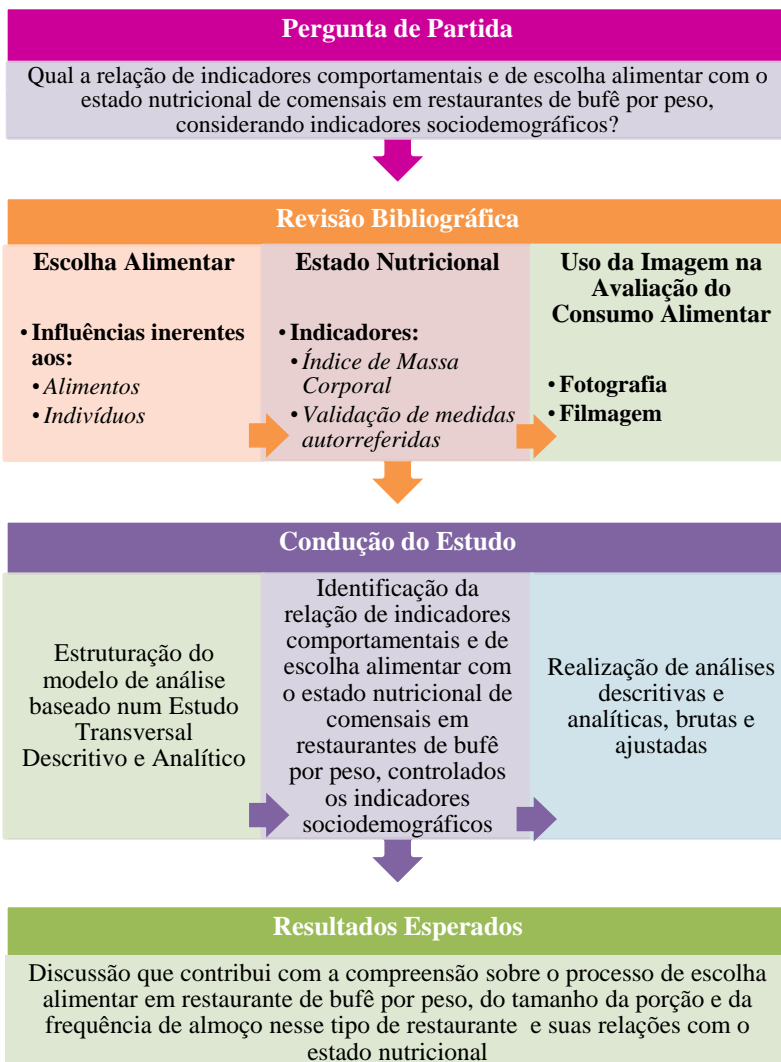 Pergunta de Partida
Qual a relação de indicadores comportamentais e de escolha alimentar com o
estado nutricional de comensais em restaurantes de bufê por peso,
considerando indicadores sociodemográficos?
Revisão Bibliográfica
Escolha Alimentar
• Influências inerentes
aos:
• Alimentos
• Indivíduos
Estado Nutricional
• Indicadores:
• Índice de Massa
Corporal
• Validação de medidas
autorreferidas
Uso da Imagem na
Avaliação do
Consumo Alimentar
• Fotografia
• Filmagem
Condução do Estudo
Estruturação do
modelo de análise
baseado num Estudo
Transversal
Descritivo e Analítico
Identificação da
relação de indicadores
comportamentais e de
escolha alimentar com
o estado nutricional de
comensais em
restaurantes de bufê
por peso, controlados
os indicadores
sociodemográficos
Realização de análises
descritivas e
analíticas, brutas e
ajustadas
Resultados Esperados
Discussão que contribui com a compreensão sobre o processo de escolha
alimentar em restaurante de bufê por peso, do tamanho da porção e da
frequência de almoço nesse tipo de restaurante e suas relações com o
estado nutricional